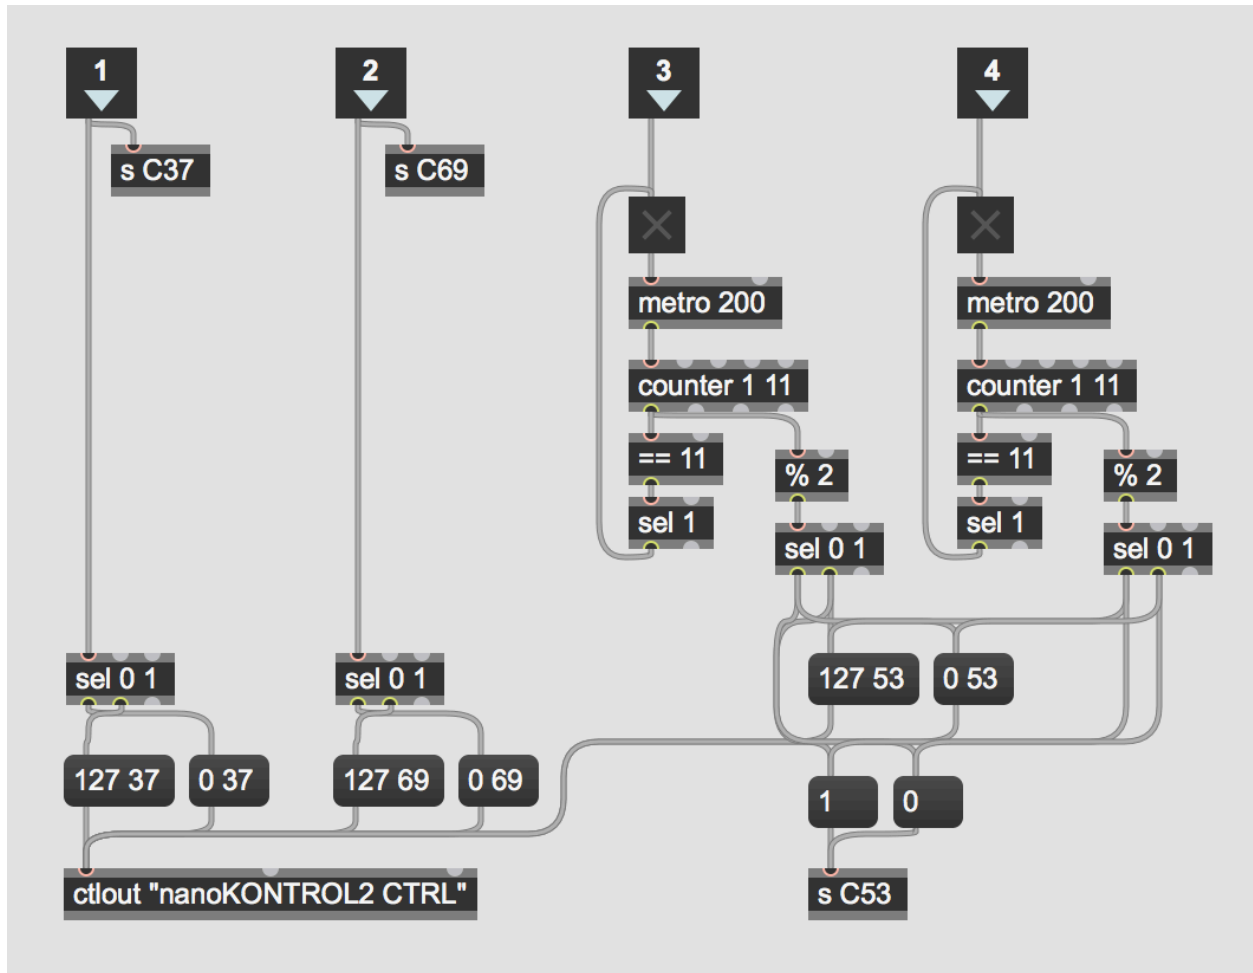 1
2
3
4
s C37
s C69
metro 200
metro 200
counter 1 11
counter 1 11
== 11
% 2
== 11
% 2
sel 1
sel 0 1
sel 1
sel 0 1
sel 0 1
sel 0 1
127 53
0 53
127 37
0 37
127 69
0 69
1
0
ctlout "nanoKONTROL2 CTRL"
s C53